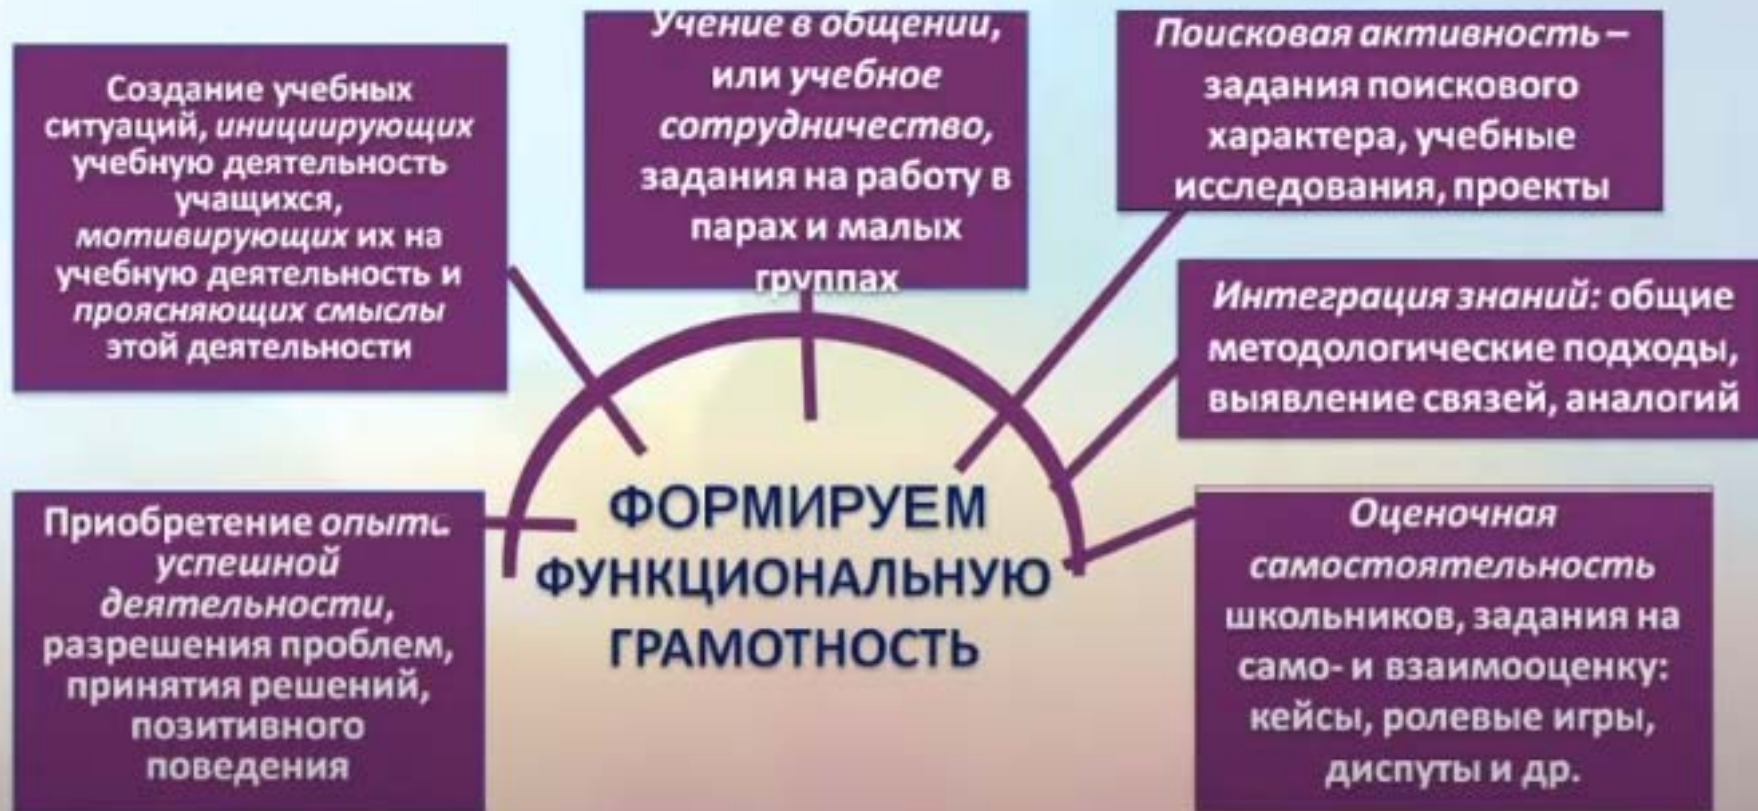 Создание учебных
ситуаций, инициирующих
учебную деятельность
учащихся,
мотивирующих их на
учебную деятельность и
проясняющих смыслы
этой деятельности
Учение в общении,
или учебное
сотрудничество,
задания на работу в
парах и малых
группах
Поисковая активность –
задания поискового
характера, учебные
исследования, проекты
Интеграция знаний: общие
методологические подходы,
выявление связей, аналогий
Приобретение опыта
успешной
деятельности,
разрешения проблем,
принятия решений,
позитивного
поведения
ФОРМИРУЕМ
ФУНКЦИОНАЛЬНУЮ
ГРАМОТНОСТЬ
Оценочная
самостоятельность
школьников, задания на
само- и взаимооценку:
кейсы, ролевые игры,
диспуты и др.